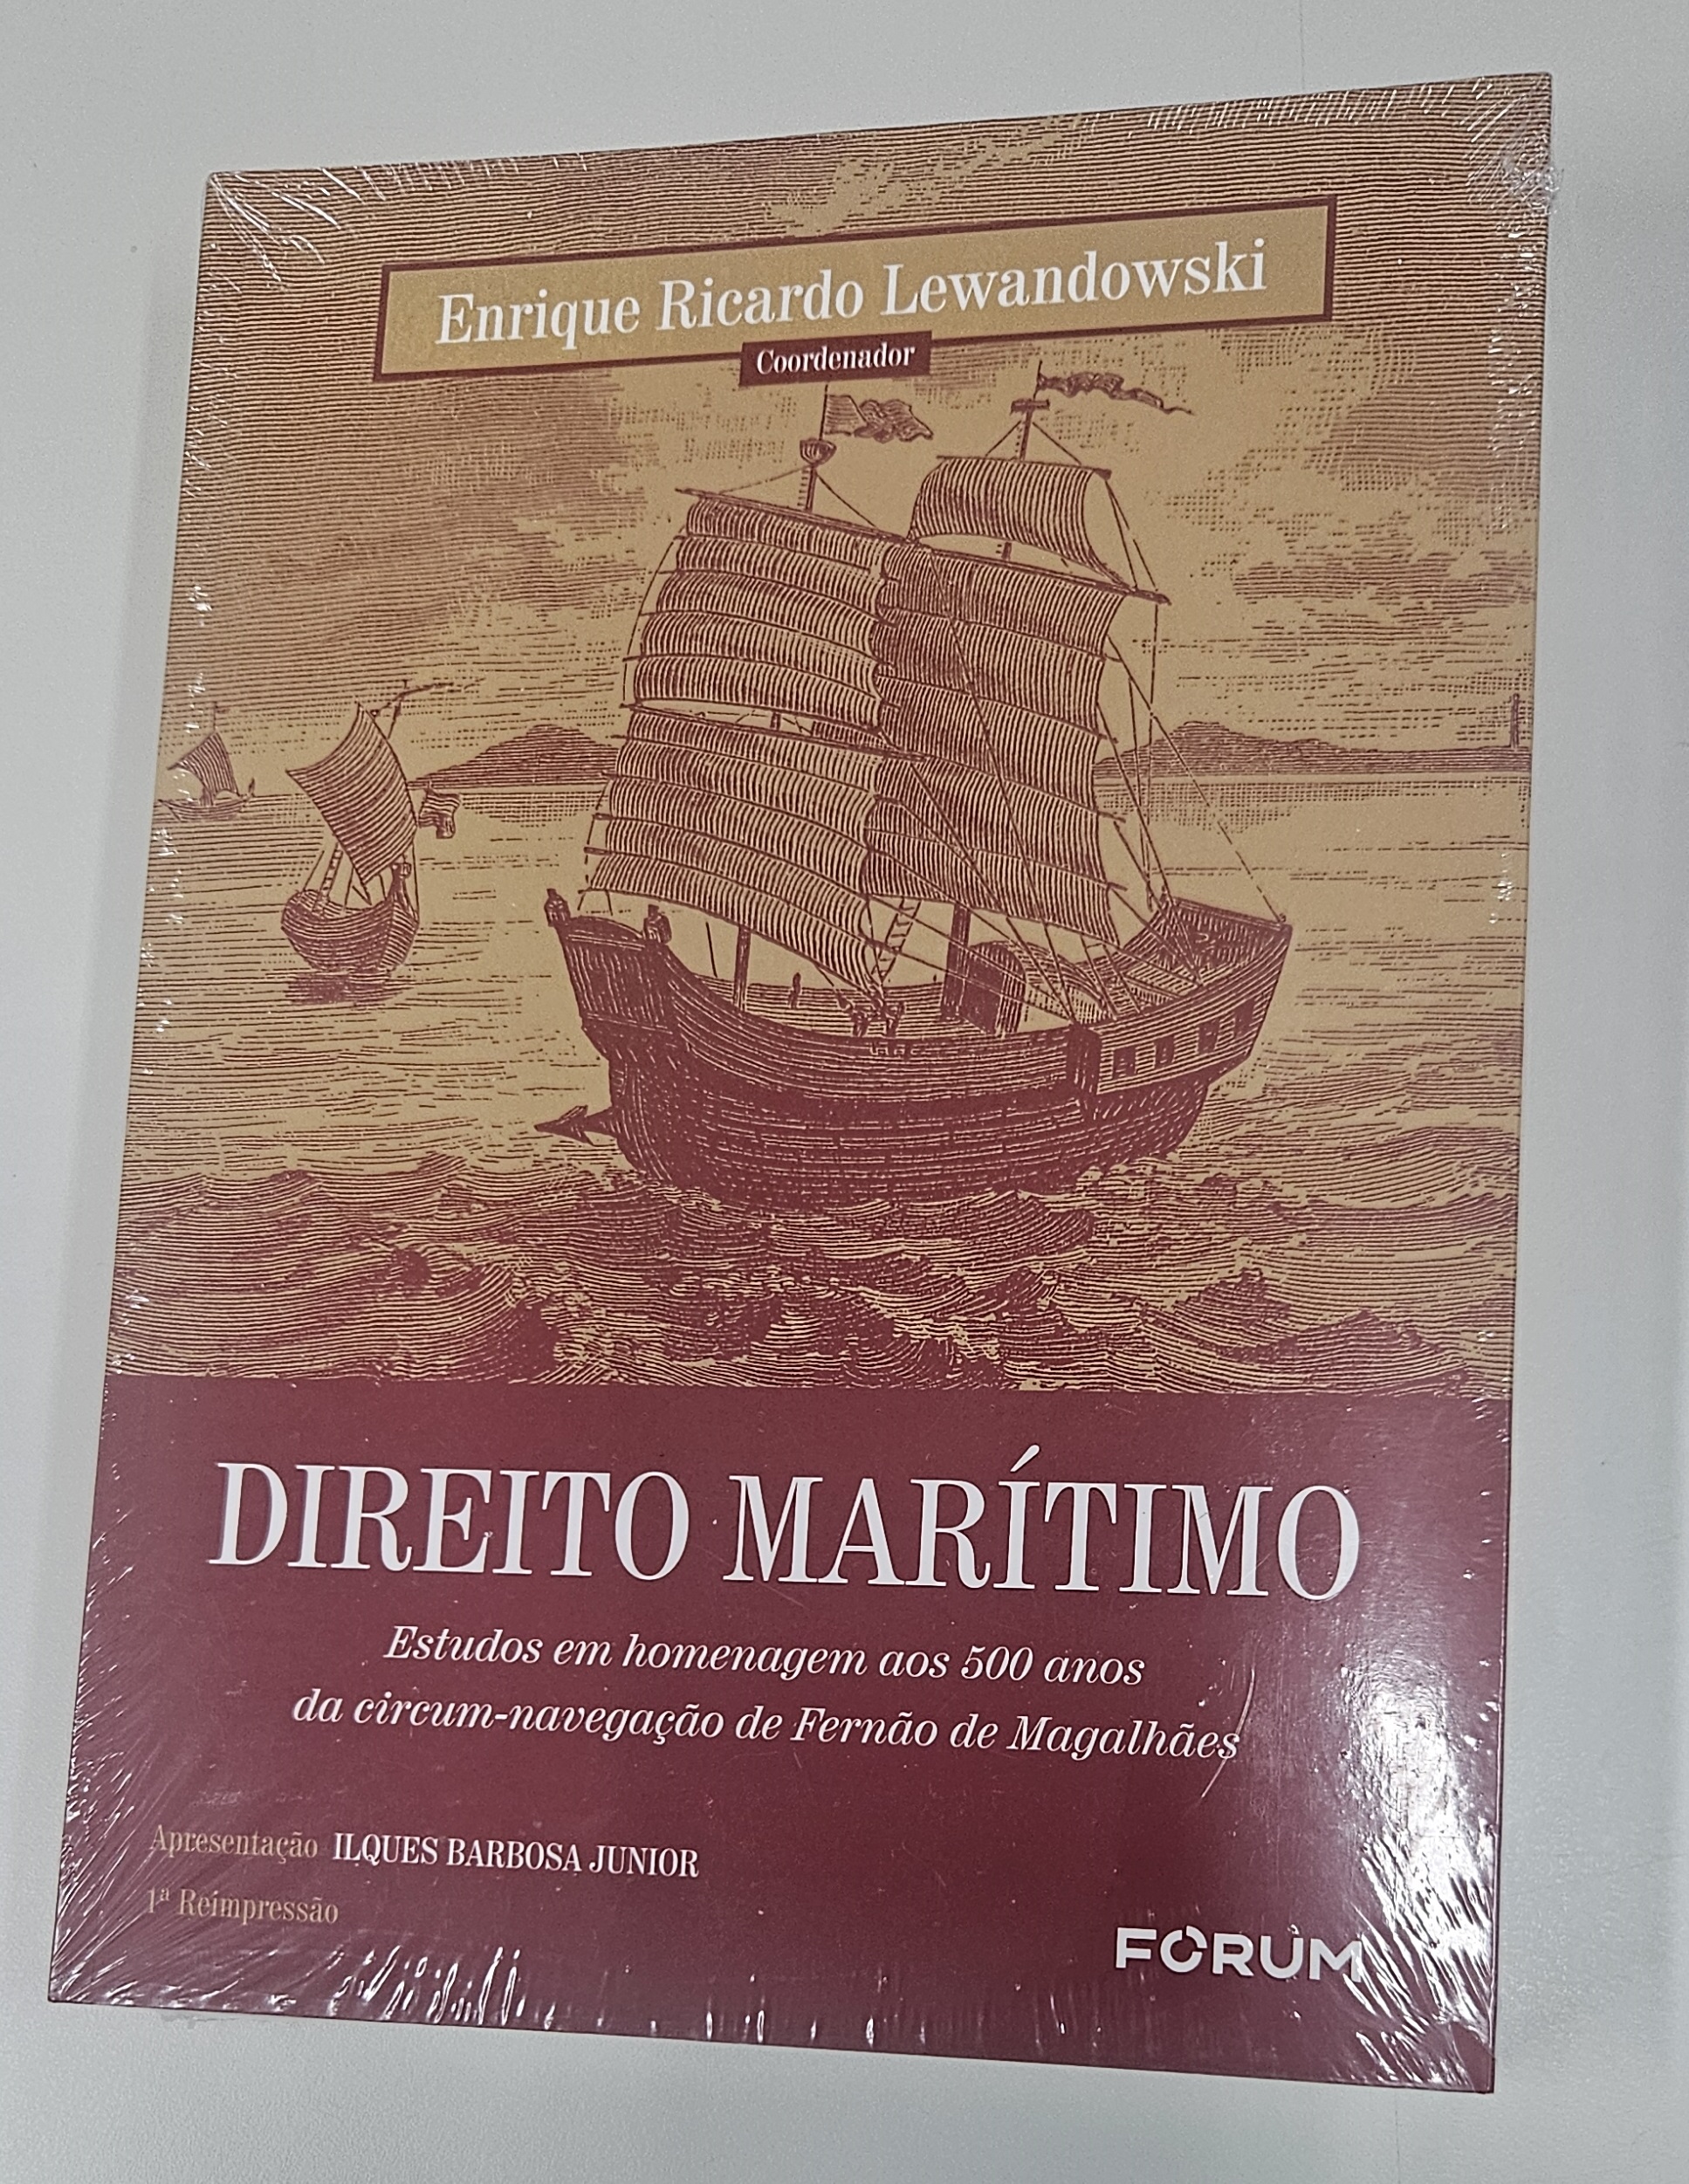 Enrique Ricardo Lewandowski
Coordenador
DIREITO MARÍTIMO
Estudos em homenagem aos 500 anos
da circum-navegação de Fernão de Magalhães
Apresentação ILQUES BARBOSA JUNIOR
1ª Reimpressão
FÓRUM